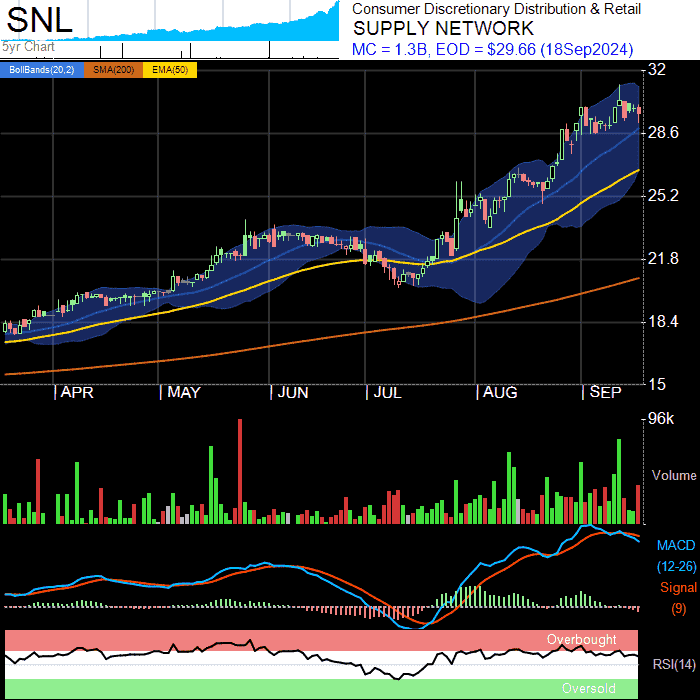 SNL
5yr Chart
Consumer Discretionary Distribution & Retail
SUPPLY NETWORK
MC = 1.3B, EOD = $29.66 (18Sep2024)
BollBands(20,2) SMA(200) EMA(50)
32
28.6
25.2
21.8
18.4
15
APR MAY JUN JUL AUG SEP
96k
Volume
MACD
(12-26)
Signal
(9)
Overbought
RSI(14)
Oversold